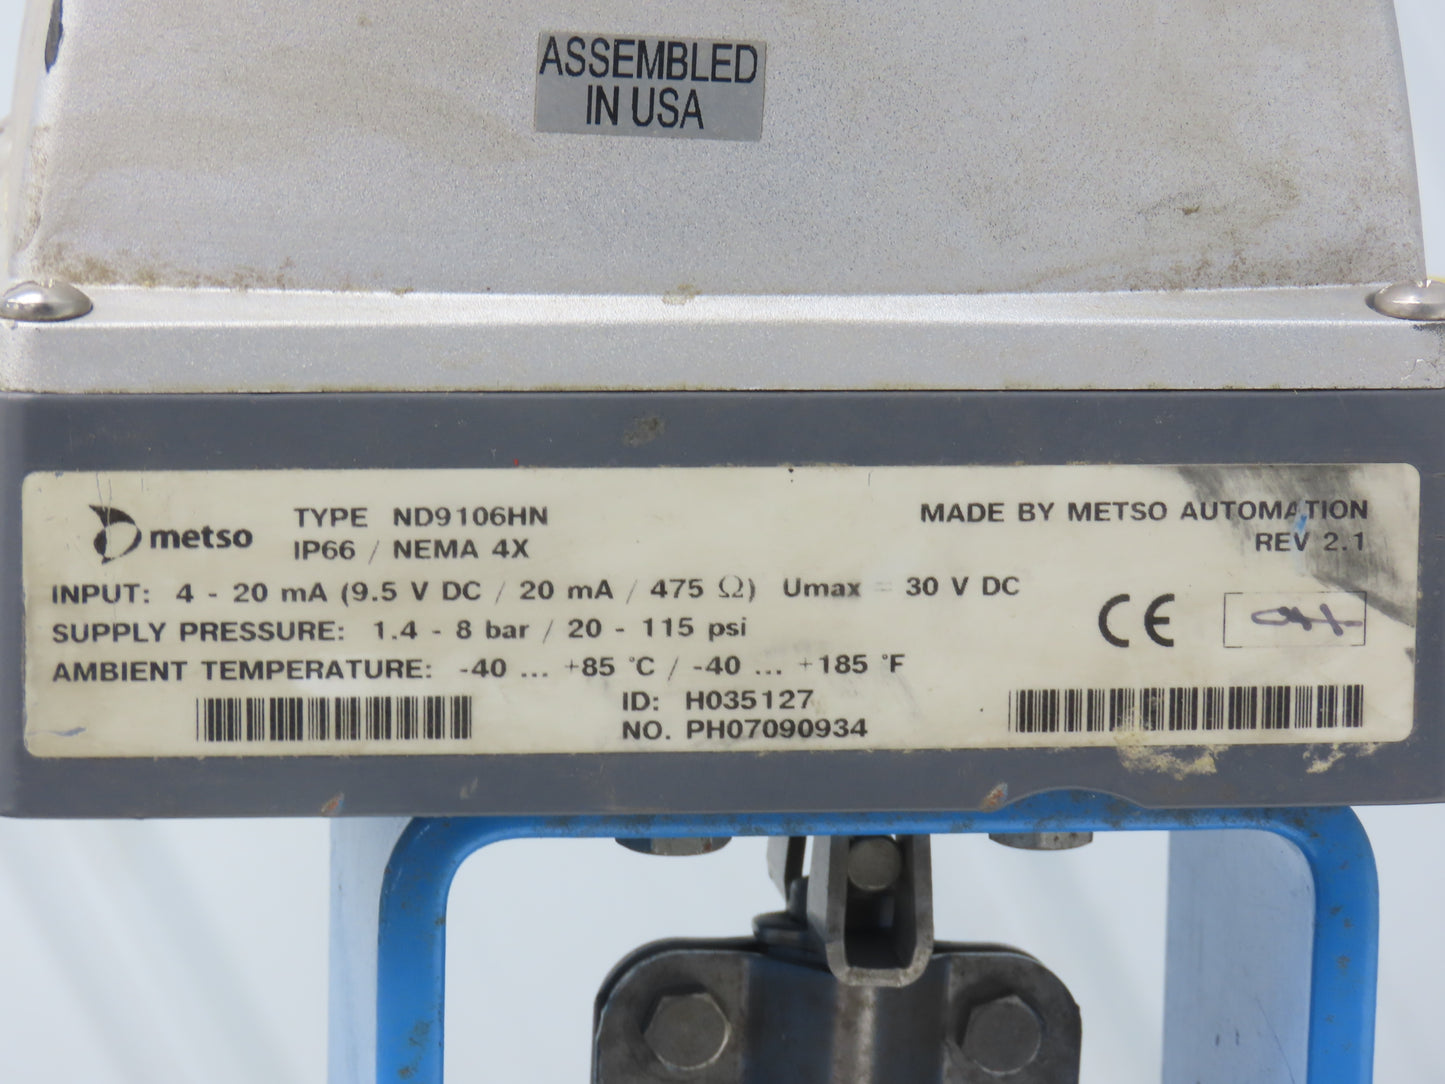 ASSEMBLED
IN USA
metso
TYPE ND9106HN
IP66 / NEMA 4X
MADE BY METSO AUTOMATION
REV 2.1
INPUT: 4 - 20 mA (9.5 V DC / 20 mA / 475 Ω) Umax = 30 V DC
SUPPLY PRESSURE: 1.4 - 8 bar / 20 - 115 psi
CE
AMBIENT TEMPERATURE: -40 ... +85 °C / -40 ... +185 °F
ID: H035127
NO. PH07090934